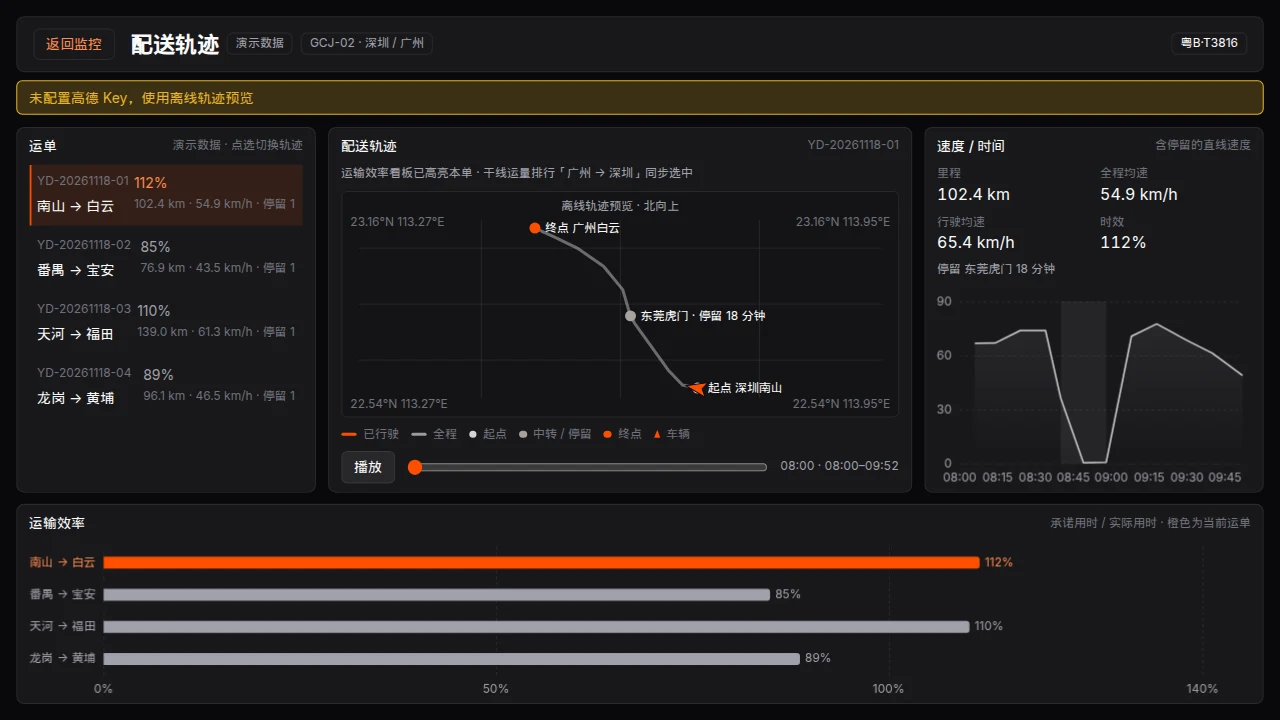 返回监控 配送轨迹 演示数据 GCJ-02 · 深圳 / 广州 粤B·T3816
未配置高德 Key，使用离线轨迹预览
运单 演示数据 · 点选切换轨迹
YD-20261118-01 112%
南山 → 白云 102.4 km · 54.9 km/h · 停留 1
YD-20261118-02 85%
番禺 → 宝安 76.9 km · 43.5 km/h · 停留 1
YD-20261118-03 110%
天河 → 福田 139.0 km · 61.3 km/h · 停留 1
YD-20261118-04 89%
龙岗 → 黄埔 96.1 km · 46.5 km/h · 停留 1
配送轨迹 YD-20261118-01
运输效率看板已高亮本单 · 干线运量排行「广州 → 深圳」同步选中
离线轨迹预览 · 北向上
23.16°N 113.27°E 23.16°N 113.95°E
终点 广州白云
东莞虎门 · 停留 18 分钟
起点 深圳南山
22.54°N 113.27°E 22.54°N 113.95°E
已行驶 全程 起点 中转 / 停留 终点 车辆
播放 08:00 · 08:00–09:52
速度 / 时间 含停留的直线速度
里程 全程均速
102.4 km 54.9 km/h
行驶均速 时效
65.4 km/h 112%
停留 东莞虎门 18 分钟
90
60
30
0
08:00 08:15 08:30 08:45 09:00 09:15 09:30 09:45
运输效率 承诺用时 / 实际用时 · 橙色为当前运单
南山 → 白云 112%
番禺 → 宝安 85%
天河 → 福田 110%
龙岗 → 黄埔 89%
0% 50% 100% 140%